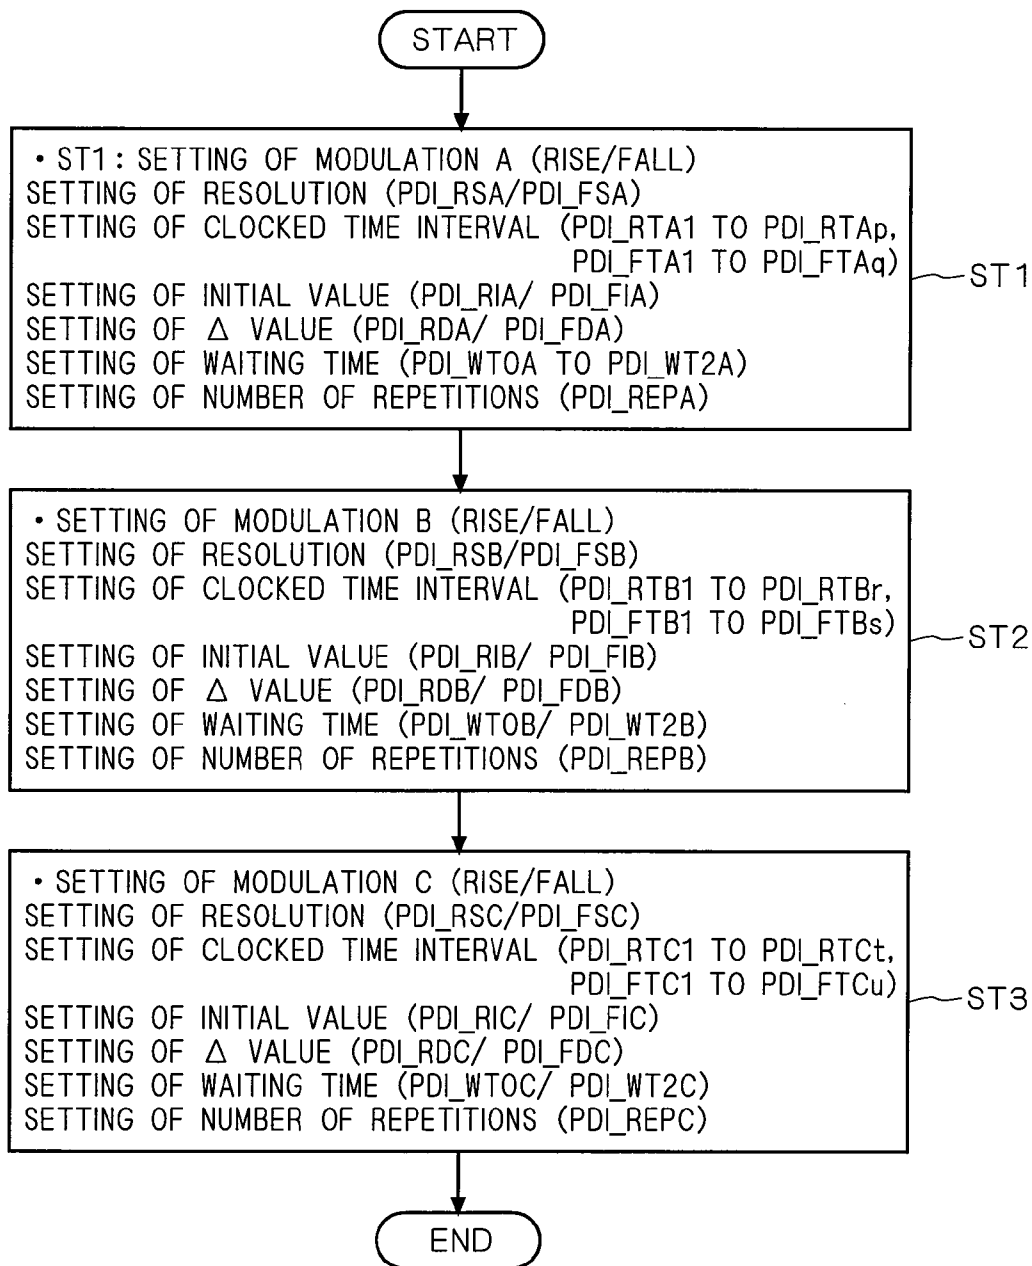 START
・ST1: SETTING OF MODULATION A (RISE/FALL)
SETTING OF RESOLUTION (PDI_RSA/PDI_FSA)
SETTING OF CLOCKED TIME INTERVAL (PDI_RTA1 TO PDI_RTAp,
PDI_FTA1 TO PDI_FTAq)
ST1
SETTING OF INITIAL VALUE (PDI_RIA/ PDI_FIA)
SETTING OF Δ VALUE (PDI_RDA/ PDI_FDA)
SETTING OF WAITING TIME (PDI_WT0A TO PDI_WT2A)
SETTING OF NUMBER OF REPETITIONS (PDI_REPA)
・SETTING OF MODULATION B (RISE/FALL)
SETTING OF RESOLUTION (PDI_RSB/PDI_FSB)
SETTING OF CLOCKED TIME INTERVAL (PDI_RTB1 TO PDI_RTBr,
PDI_FTB1 TO PDI_FTBs)
ST2
SETTING OF INITIAL VALUE (PDI_RIB/ PDI_FIB)
SETTING OF Δ VALUE (PDI_RDB/ PDI_FDB)
SETTING OF WAITING TIME (PDI_WT0B/ PDI_WT2B)
SETTING OF NUMBER OF REPETITIONS (PDI_REPB)
・SETTING OF MODULATION C (RISE/FALL)
SETTING OF RESOLUTION (PDI_RSC/PDI_FSC)
SETTING OF CLOCKED TIME INTERVAL (PDI_RTC1 TO PDI_RTCt,
PDI_FTC1 TO PDI_FTCu)
ST3
SETTING OF INITIAL VALUE (PDI_RIC/ PDI_FIC)
SETTING OF Δ VALUE (PDI_RDC/ PDI_FDC)
SETTING OF WAITING TIME (PDI_WT0C/ PDI_WT2C)
SETTING OF NUMBER OF REPETITIONS (PDI_REPC)
END